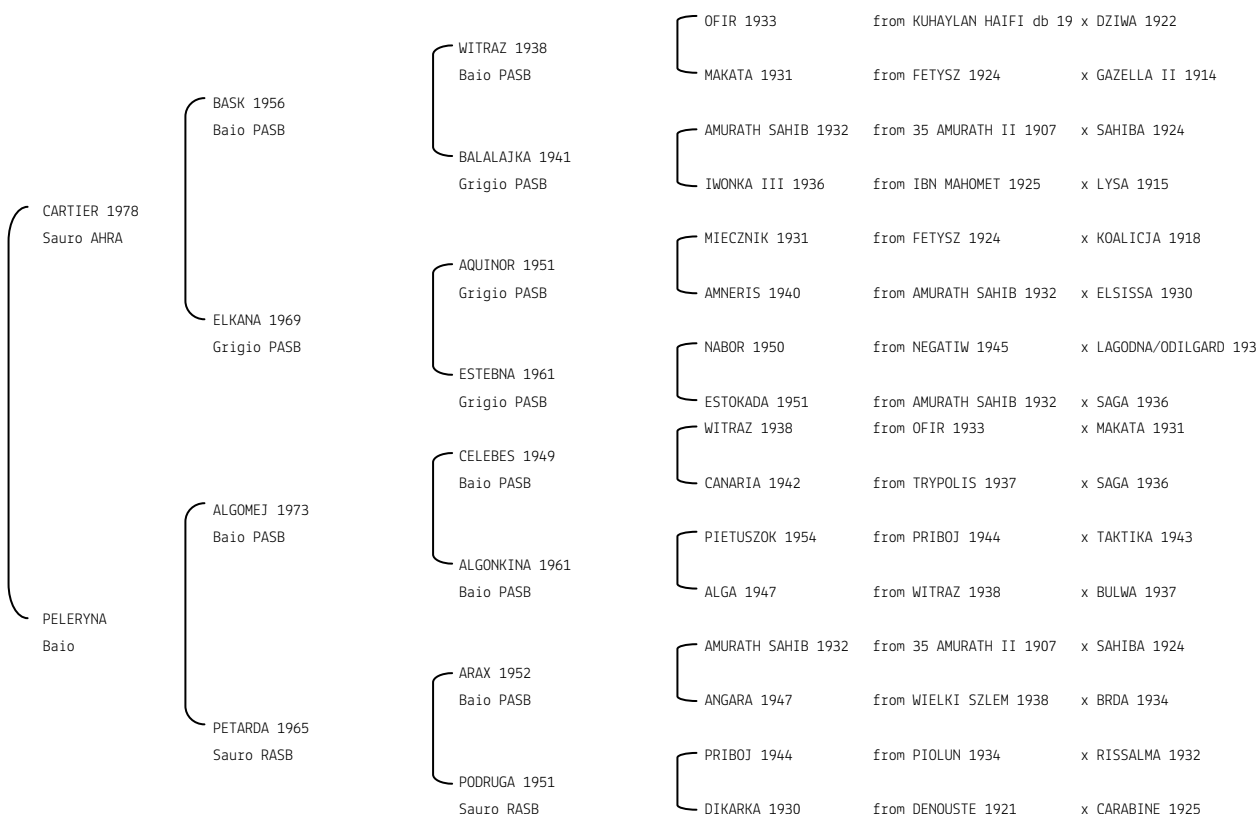 OFIR 1933 from KUHAYLAN HAIFI db 19 x DZIWA 1922
WITRAZ 1938
Baio PASB
MAKATA 1931 from FETYSZ 1924 x GAZELLA II 1914
BASK 1956
Baio PASB
AMURATH SAHIB 1932 from 35 AMURATH II 1907 x SAHIBA 1924
BALALAJKA 1941
Grigio PASB
IWONKA III 1936 from IBN MAHOMET 1925 x LYSA 1915
CARTIER 1978
Sauro AHRA
MIECZNIK 1931 from FETYSZ 1924 x KOALICJA 1918
AQUINOR 1951
Grigio PASB
AMNERIS 1940 from AMURATH SAHIB 1932 x ELSISSA 1930
ELKANA 1969
Grigio PASB
NABOR 1950 from NEGATIW 1945 x LAGODNA/ODILGARD 193
ESTEBNA 1961
Grigio PASB
ESTOKADA 1951 from AMURATH SAHIB 1932 x SAGA 1936
WITRAZ 1938 from OFIR 1933 x MAKATA 1931
CELEBES 1949
Baio PASB
CANARIA 1942 from TRYPOLIS 1937 x SAGA 1936
ALGOMEJ 1973
Baio PASB
PIETUSZOK 1954 from PRIBOJ 1944 x TAKTIKA 1943
ALGONKINA 1961
Baio PASB
ALGA 1947 from WITRAZ 1938 x BULWA 1937
PELERYNA
Baio
AMURATH SAHIB 1932 from 35 AMURATH II 1907 x SAHIBA 1924
ARAX 1952
Baio PASB
ANGARA 1947 from WIELKI SZLEM 1938 x BRDA 1934
PETARDA 1965
Sauro RASB
PRIBOJ 1944 from PIOLUN 1934 x RISSALMA 1932
PODRUGA 1951
Sauro RASB
DIKARKA 1930 from DENOUSTE 1921 x CARABINE 1925